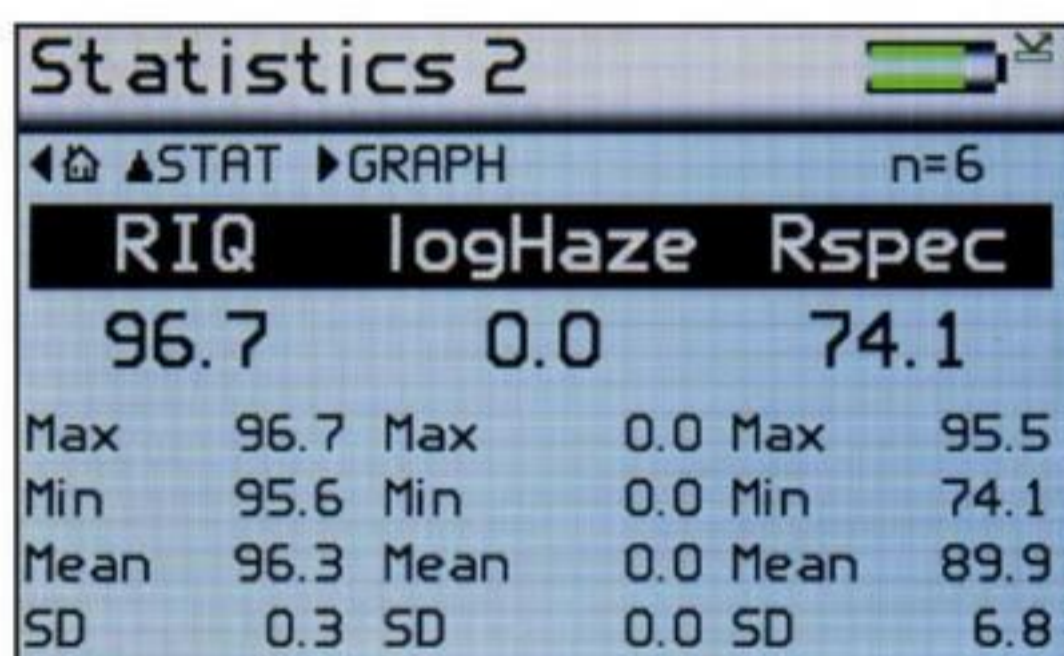 Statistics 2
STAT GRAPH n=6
RIQ logHaze Rspec
96.7 0.0 74.1
Max 96.7 Max 0.0 Max 95.5
Min 95.6 Min 0.0 Min 74.1
Mean 96.3 Mean 0.0 Mean 89.9
SD 0.3 SD 0.0 SD 6.8